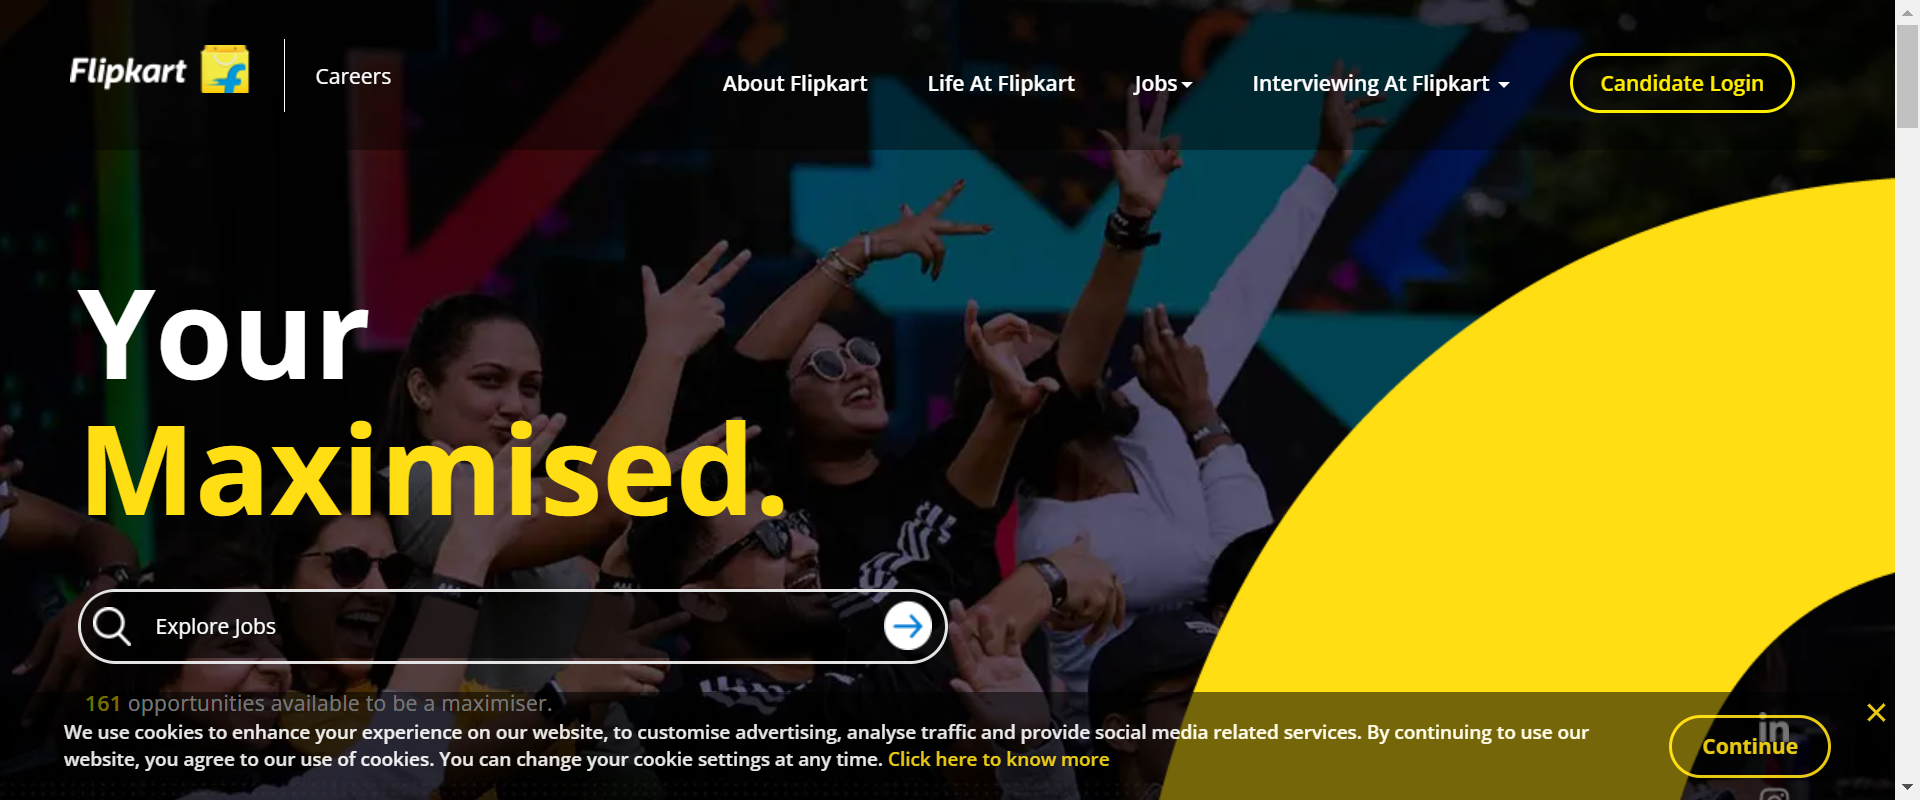 Flipkart
Careers
About Flipkart
Life At Flipkart
Jobs
Interviewing At Flipkart
Candidate Login
Your
Maximised.
Explore Jobs
161 opportunities available to be a maximiser.
We use cookies to enhance your experience on our website, to customise advertising, analyse traffic and provide social media related services. By continuing to use our
website, you agree to our use of cookies. You can change your cookie settings at any time. Click here to know more
in
Continue